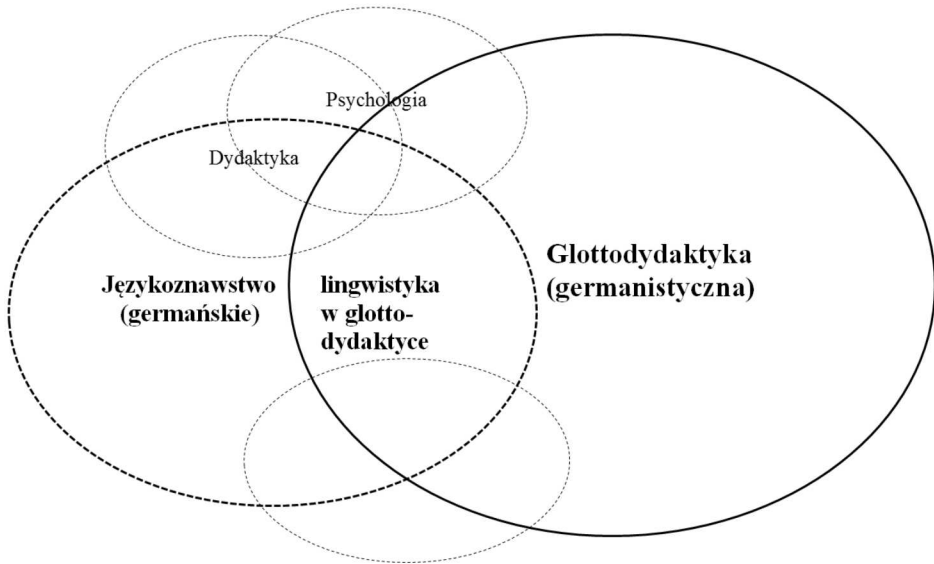 Psychologia
Dydaktyka
Językoznawstwo
(germańskie)
lingwistyka
w glotto-
dydaktyce
Glottodydaktyka
(germanistyczna)